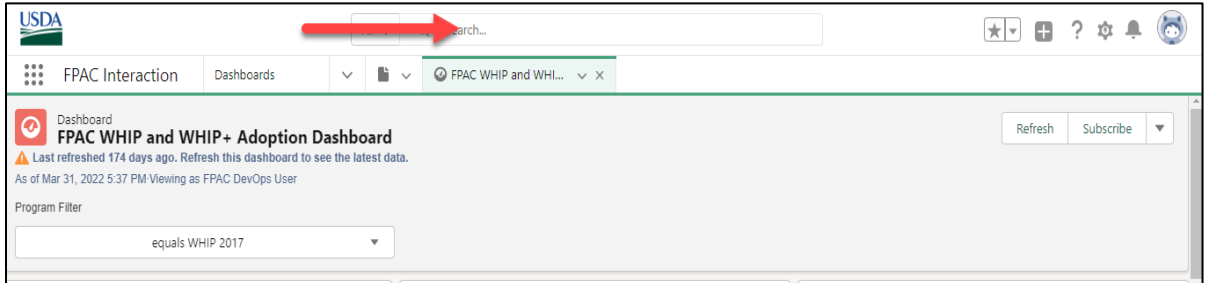 USDA
FPAC Interaction Dashboards FPAC WHIP and WHI...
Dashboard
FPAC WHIP and WHIP+ Adoption Dashboard
Refresh Subscribe
Last refreshed 174 days ago. Refresh this dashboard to see the latest data.
As of Mar 31, 2022 5:37 PM·Viewing as FPAC DevOps User
Program Filter
equals WHIP 2017